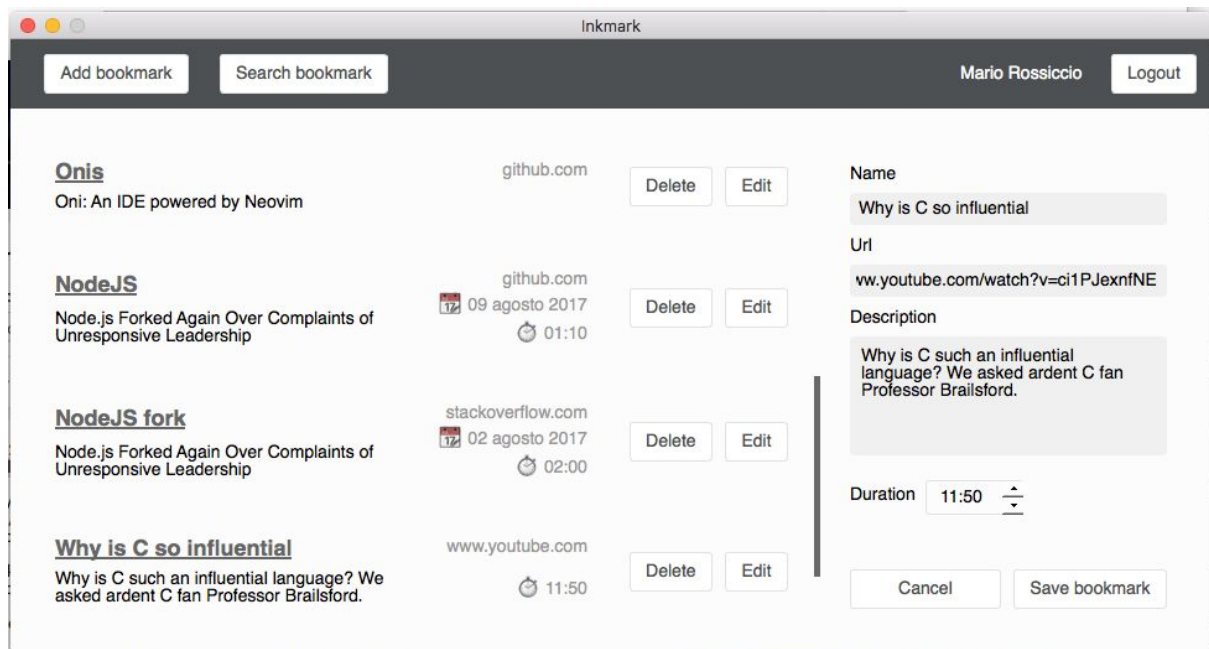 Inkmark
Add bookmark
Search bookmark
Mario Rossiccio
Logout
Onis
github.com
Oni: An IDE powered by Neovim
Delete
Edit
NodeJS
github.com
09 agosto 2017
01:10
Node.js Forked Again Over Complaints of
Unresponsive Leadership
Delete
Edit
NodeJS fork
stackoverflow.com
02 agosto 2017
02:00
Node.js Forked Again Over Complaints of
Unresponsive Leadership
Delete
Edit
Why is C so influential
www.youtube.com
11:50
Why is C such an influential language? We
asked ardent C fan Professor Brailsford.
Delete
Edit
Name
Why is C so influential
Url
vw.youtube.com/watch?v=ci1PJexnfNE
Description
Why is C such an influential
language? We asked ardent C fan
Professor Brailsford.
Duration
11:50
Cancel
Save bookmark